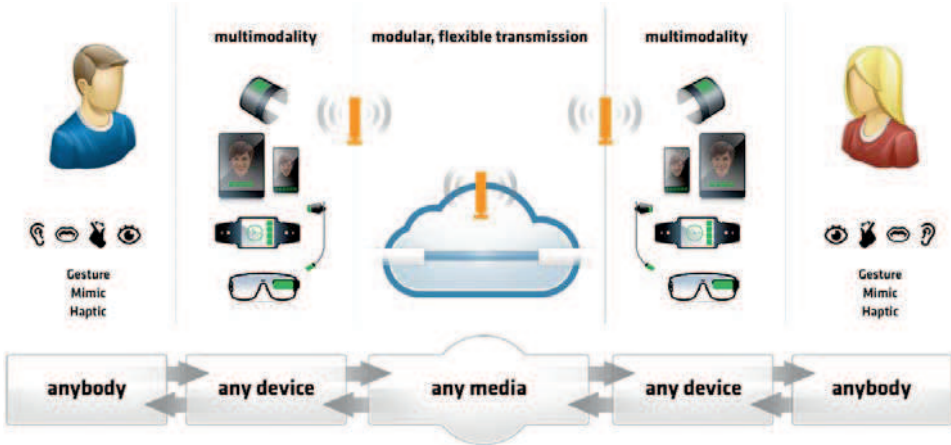 multimodality
modular, flexible transmission
multimodality
Gesture
Mimic
Haptic
Gesture
Mimic
Haptic
anybody
any device
any media
any device
anybody